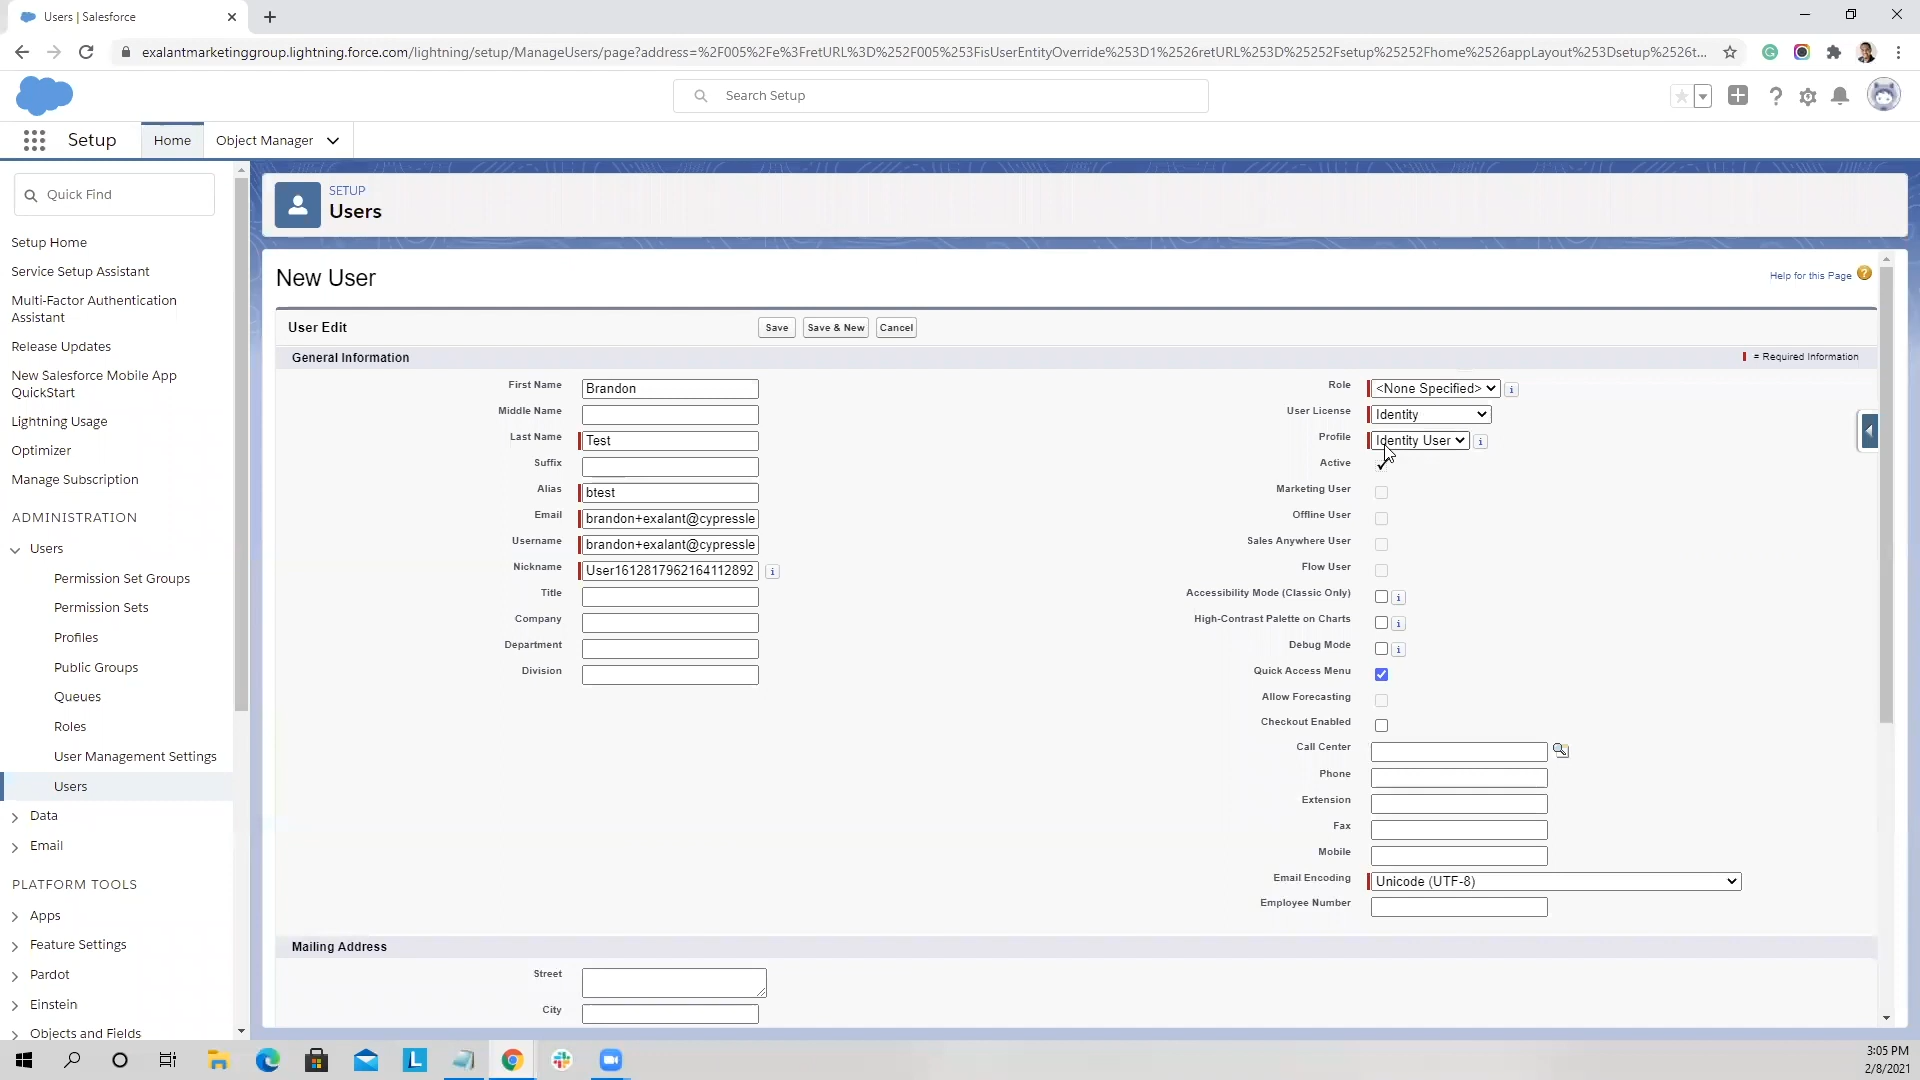 Users | Salesforce
exalantmarketinggroup.lightning.force.com/lightning/setup/ManageUsers/page?address=%2F005%2Fe%3FretURL%3D%252F005%253FisUserEntityOverride%253D1%2526retURL%253D%25252Fsetup%25252Fhome%2526appLayout%253Dsetup%2526t...
Search Setup
Setup
Home
Object Manager
Quick Find
Setup Home
Service Setup Assistant
Multi-Factor Authentication
Assistant
Release Updates
New Salesforce Mobile App
QuickStart
Lightning Usage
Optimizer
Manage Subscription
ADMINISTRATION
Users
Permission Set Groups
Permission Sets
Profiles
Public Groups
Queues
Roles
User Management Settings
Users
Data
Email
PLATFORM TOOLS
Apps
Feature Settings
Pardot
Einstein
Objects and Fields
SETUP
Users
New User
Help for this Page
User Edit
Save
Save & New
Cancel
General Information
= Required Information
First Name Brandon
Middle Name
Last Name Test
Suffix
Alias btest
Email brandon+exalant@cypressle
Username brandon+exalant@cypressle
Nickname User1612817962164112892
Title
Company
Department
Division
Role <None Specified>
User License Identity
Profile Identity User
Active
Marketing User
Offline User
Sales Anywhere User
Flow User
Accessibility Mode (Classic Only)
High-Contrast Palette on Charts
Debug Mode
Quick Access Menu
Allow Forecasting
Checkout Enabled
Call Center
Phone
Extension
Fax
Mobile
Email Encoding Unicode (UTF-8)
Employee Number
Mailing Address
Street
City
3:05 PM
2/8/2021